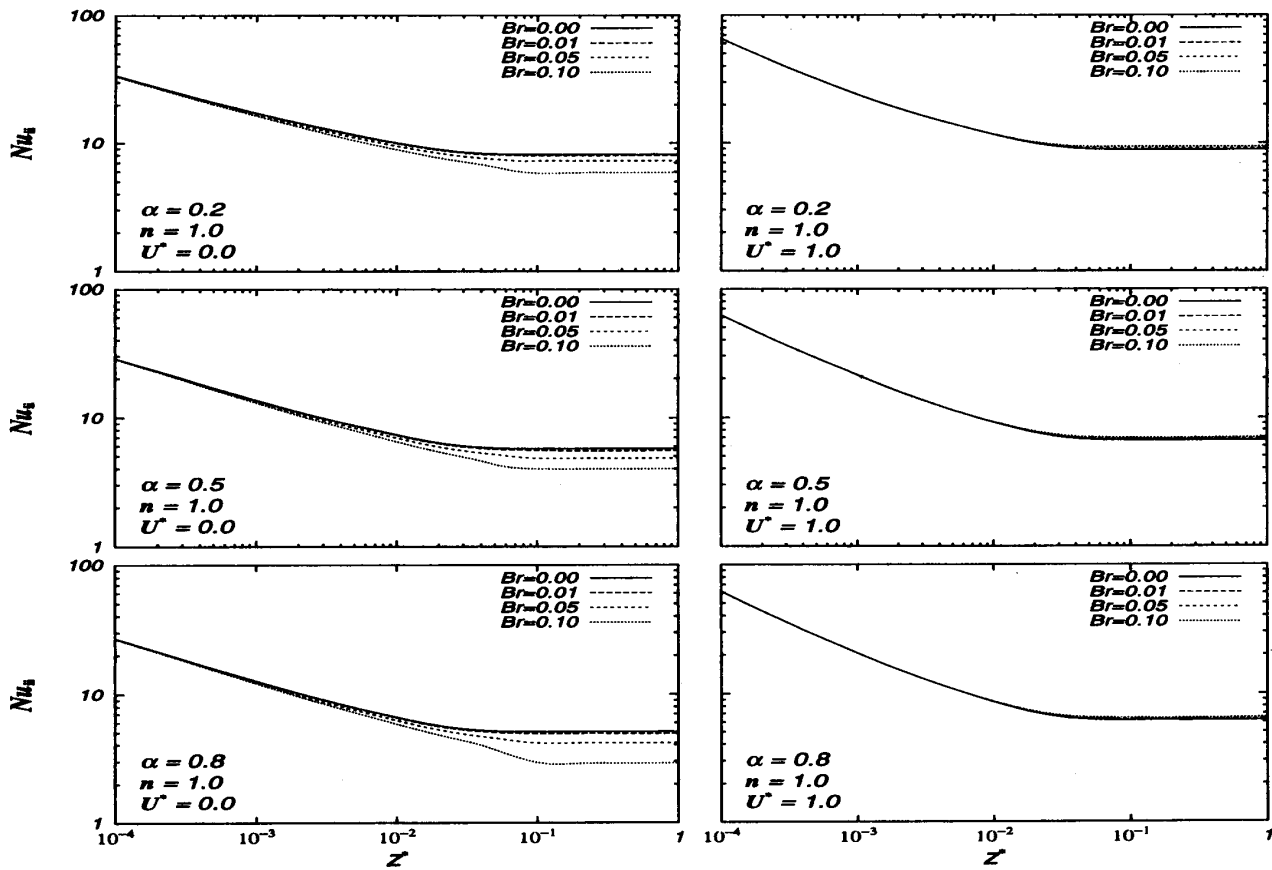 100
10
1
Nu_ii
Br=0.00
Br=0.01
Br=0.05
Br=0.10
α = 0.2
n = 1.0
U* = 0.0
Br=0.00
Br=0.01
Br=0.05
Br=0.10
α = 0.2
n = 1.0
U* = 1.0
100
10
1
Nu_ii
Br=0.00
Br=0.01
Br=0.05
Br=0.10
α = 0.5
n = 1.0
U* = 0.0
Br=0.00
Br=0.01
Br=0.05
Br=0.10
α = 0.5
n = 1.0
U* = 1.0
100
10
1
Nu_ii
Br=0.00
Br=0.01
Br=0.05
Br=0.10
α = 0.8
n = 1.0
U* = 0.0
Br=0.00
Br=0.01
Br=0.05
Br=0.10
α = 0.8
n = 1.0
U* = 1.0
10⁻⁴ 10⁻³ 10⁻² 10⁻¹ 1
z*
10⁻⁴ 10⁻³ 10⁻² 10⁻¹ 1
z*